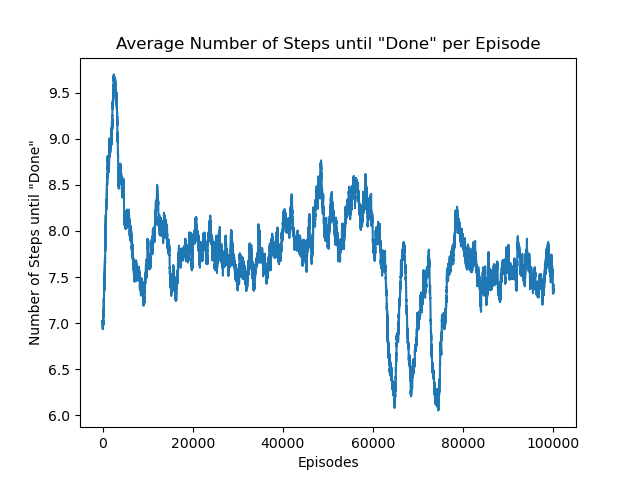 Average Number of Steps until "Done" per Episode
Number of Steps until "Done"
9.5
9.0
8.5
8.0
7.5
7.0
6.5
6.0
0 20000 40000 60000 80000 100000
Episodes